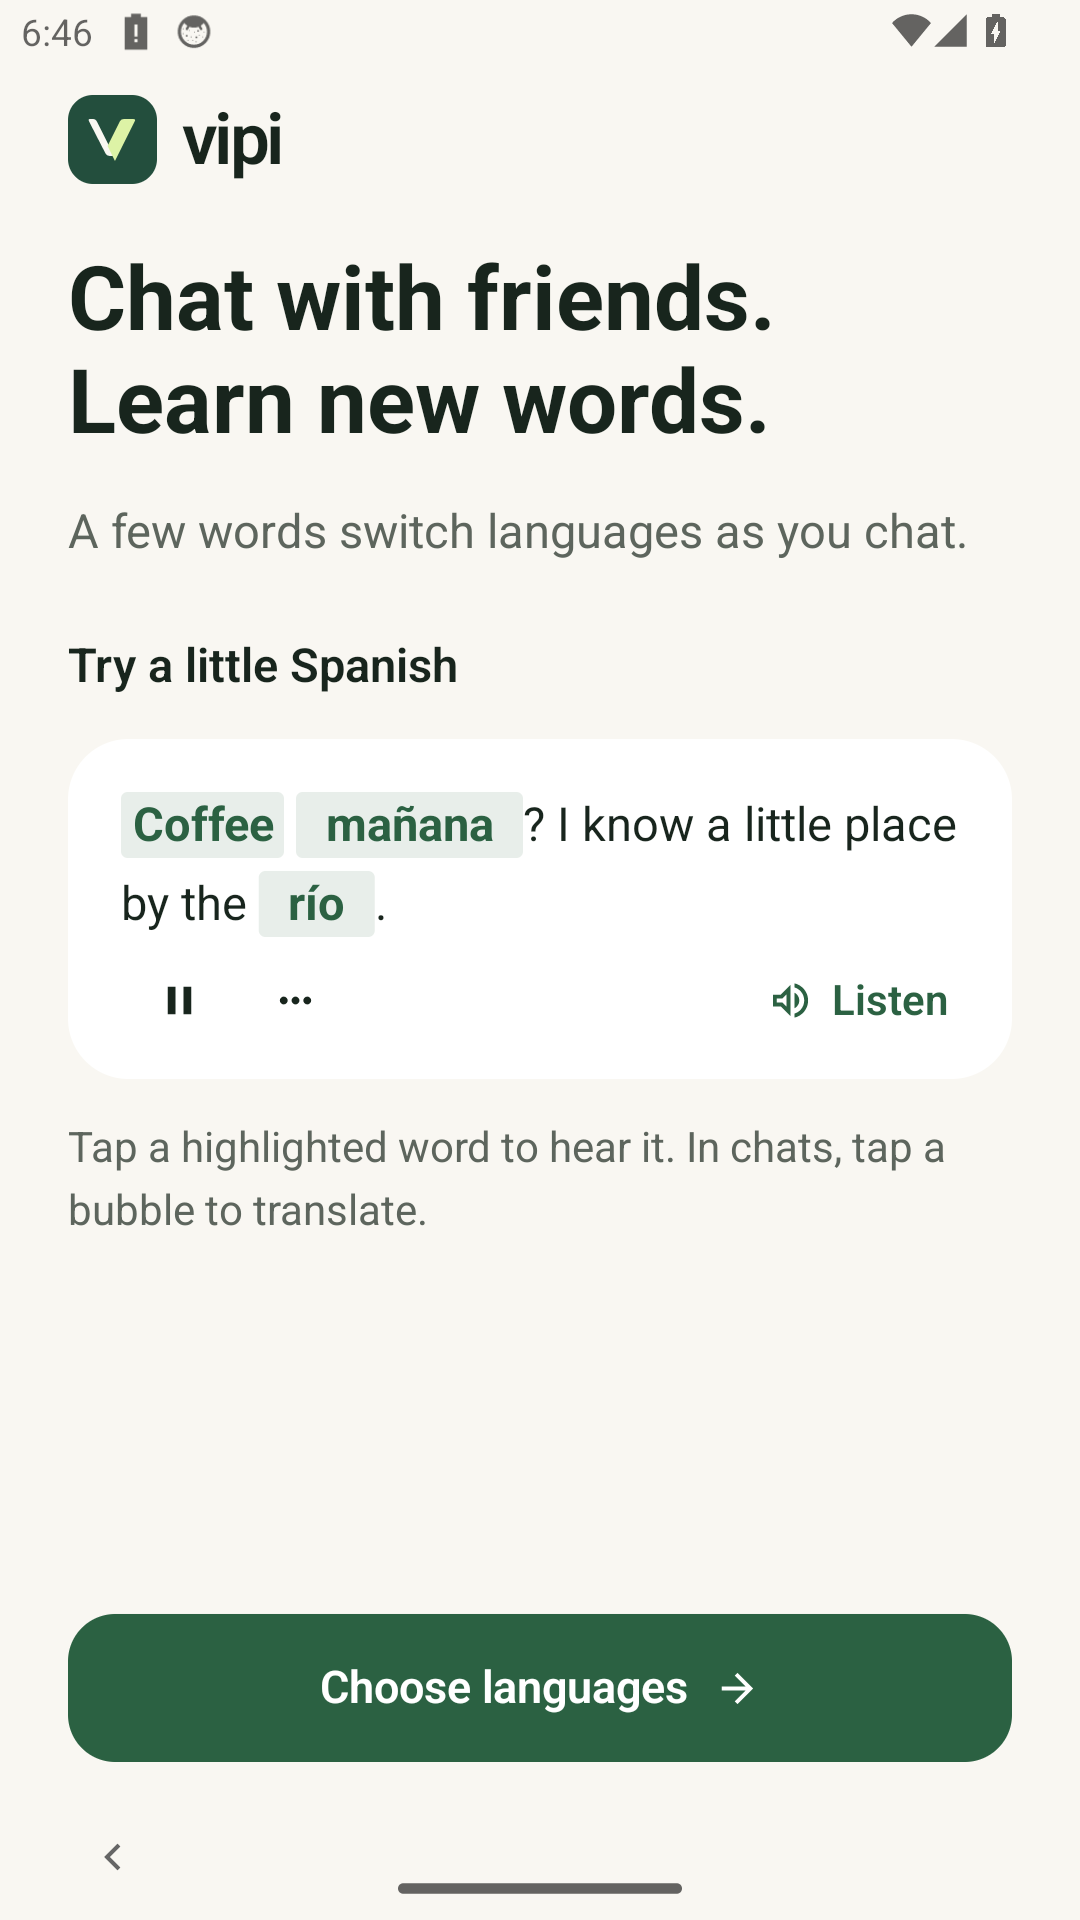 6:46
vipi
Chat with friends.
Learn new words.
A few words switch languages as you chat.
Try a little Spanish
Coffee mañana? I know a little place
by the río.
Listen
Tap a highlighted word to hear it. In chats, tap a
bubble to translate.
Choose languages